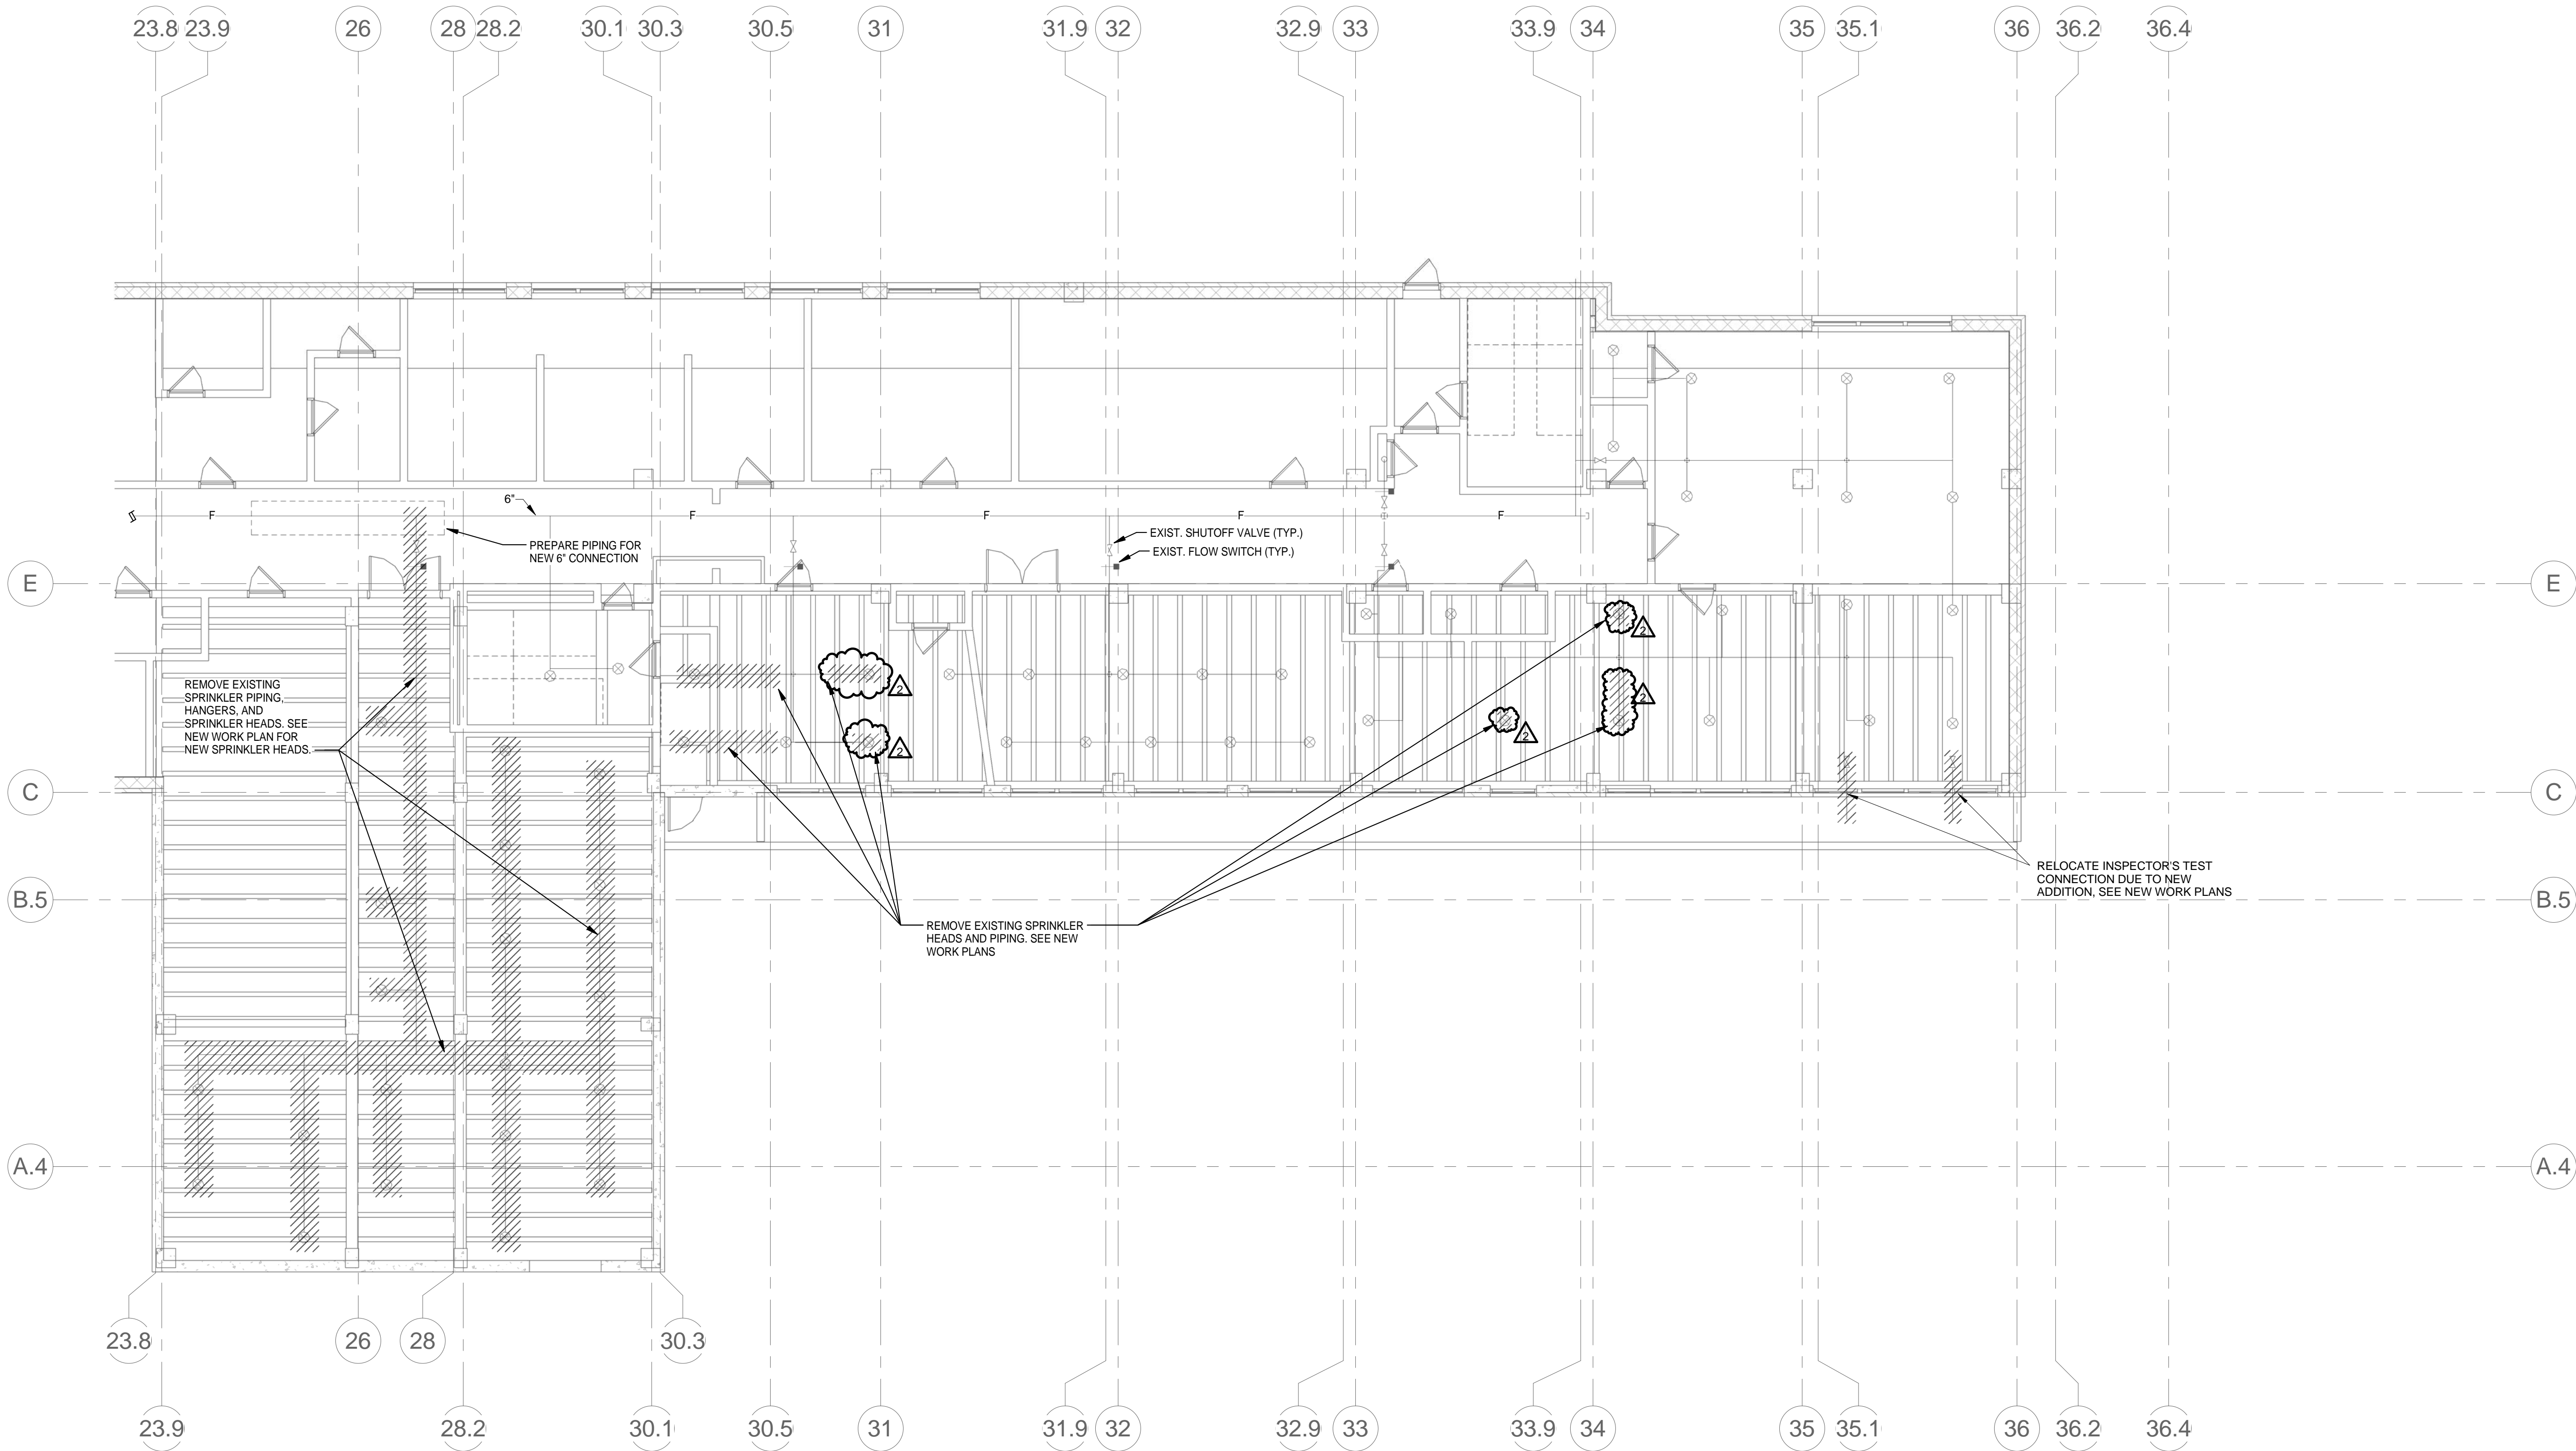 23.8 23.9 26 28 28.2 30.1 30.3 30.5 31 31.9 32 32.9 33 33.9 34 35 35.1 36 36.2 36.4
6"
F F F F F
EXIST. SHUTOFF VALVE (TYP.)
PREPARE PIPING FOR
NEW 6" CONNECTION
EXIST. FLOW SWITCH (TYP.)
E E
2
2
2
2
2
REMOVE EXISTING
SPRINKLER PIPING,
HANGERS, AND
SPRINKLER HEADS. SEE
NEW WORK PLAN FOR
NEW SPRINKLER HEADS.
C C
RELOCATE INSPECTOR'S TEST
CONNECTION DUE TO NEW
ADDITION, SEE NEW WORK PLANS
B.5 B.5
REMOVE EXISTING SPRINKLER
HEADS AND PIPING. SEE NEW
WORK PLANS
A.4 A.4
23.8 26 28 30.3
23.9 28.2 30.1 30.5 31 31.9 32 32.9 33 33.9 34 35 35.1 36 36.2 36.4